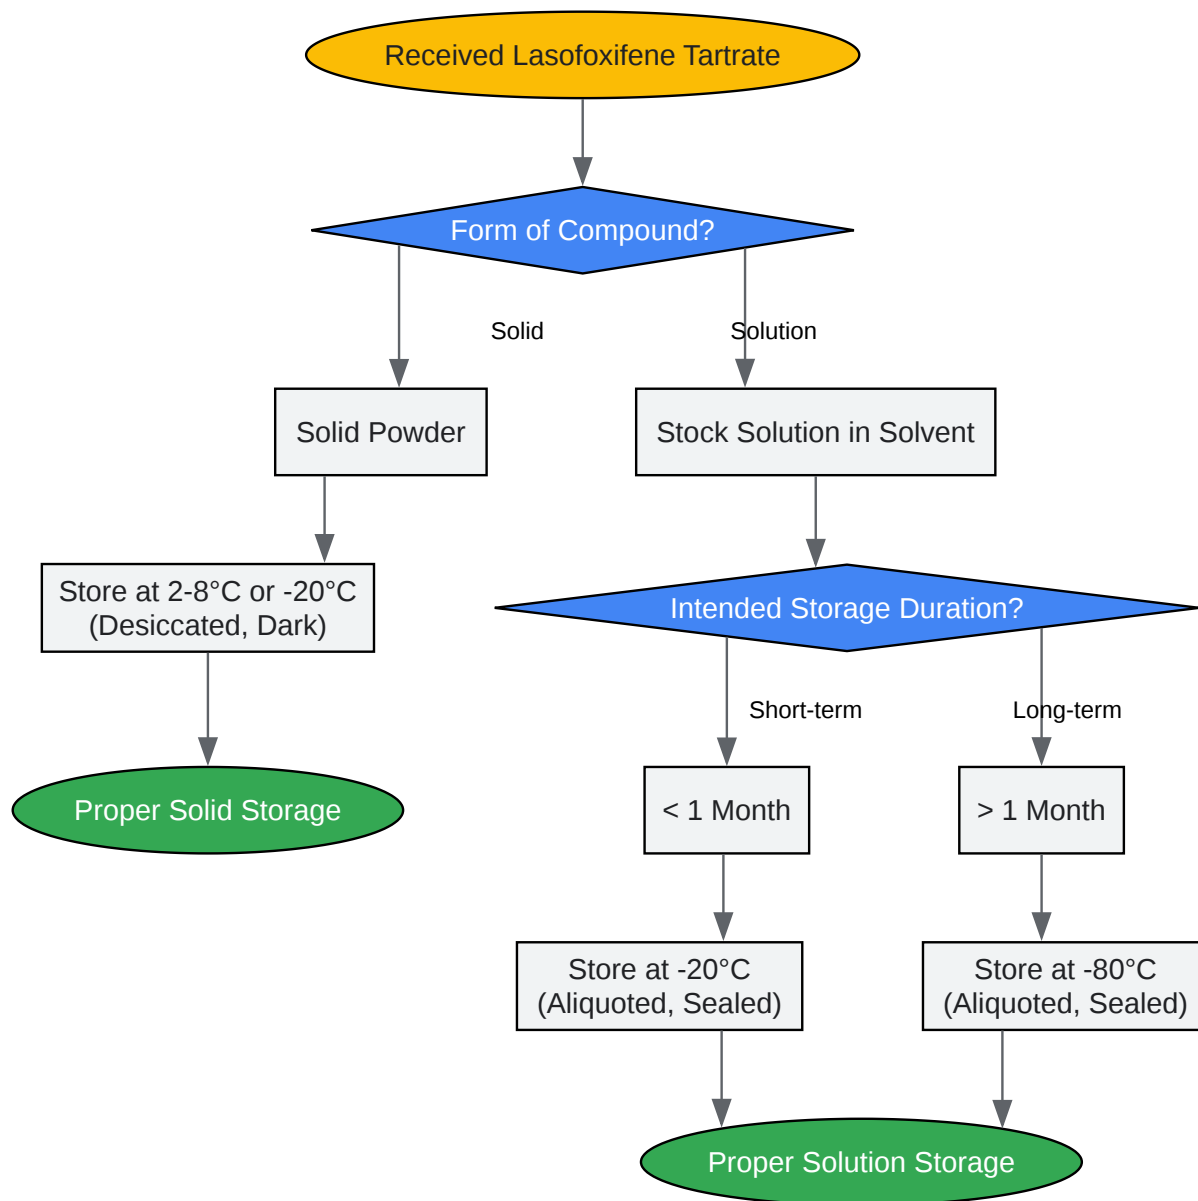 Received Lasofoxifene Tartrate
Form of Compound?
Solid
Solution
Solid Powder
Stock Solution in Solvent
Store at 2-8°C or -20°C
(Desiccated, Dark)
Intended Storage Duration?
Short-term
Long-term
Proper Solid Storage
< 1 Month
> 1 Month
Store at -20°C
(Aliquoted, Sealed)
Store at -80°C
(Aliquoted, Sealed)
Proper Solution Storage